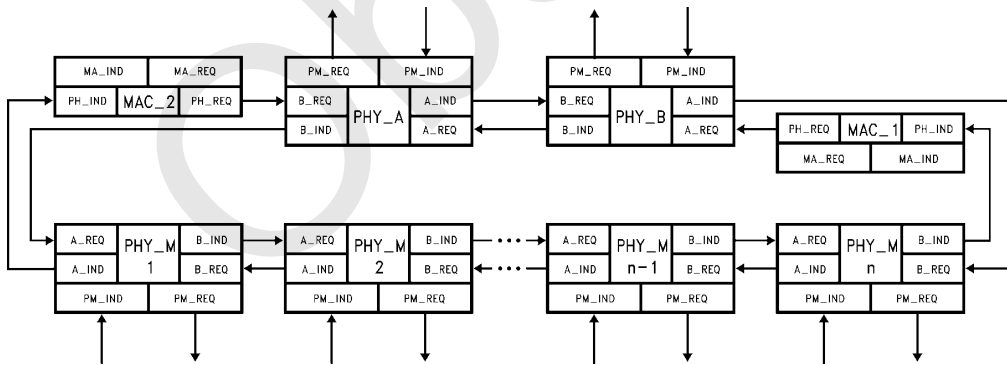 MA_IND MA_REQ
PH_IND MAC_2 PH_REQ
PM_REQ PM_IND
B_REQ PHY_A A_IND
B_IND A_REQ
PM_REQ PM_IND
B_REQ PHY_B A_IND
B_IND A_REQ
PH_REQ MAC_1 PH_IND
MA_REQ MA_IND
A_REQ PHY_M B_IND
A_IND 1 B_REQ
PM_IND PM_REQ
A_REQ PHY_M B_IND
A_IND 2 B_REQ
PM_IND PM_REQ
A_REQ PHY_M B_IND
A_IND n-1 B_REQ
PM_IND PM_REQ
A_REQ PHY_M B_IND
A_IND n B_REQ
PM_IND PM_REQ